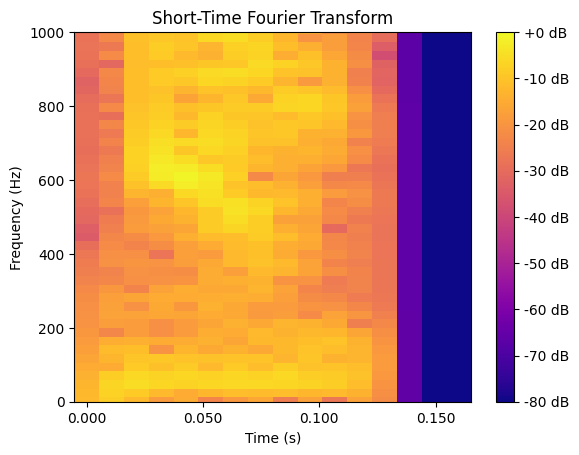 Short-Time Fourier Transform
1000
800
600
400
200
0
Frequency (Hz)
0.000
0.050
0.100
0.150
Time (s)
+0 dB
-10 dB
-20 dB
-30 dB
-40 dB
-50 dB
-60 dB
-70 dB
-80 dB